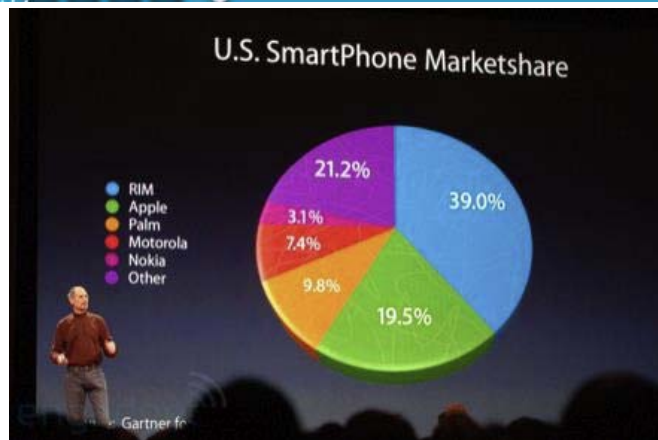 U.S. SmartPhone Marketshare
21.2%
39.0%
3.1%
7.4%
9.8%
19.5%
RIM
Apple
Palm
Motorola
Nokia
Other
Gartner